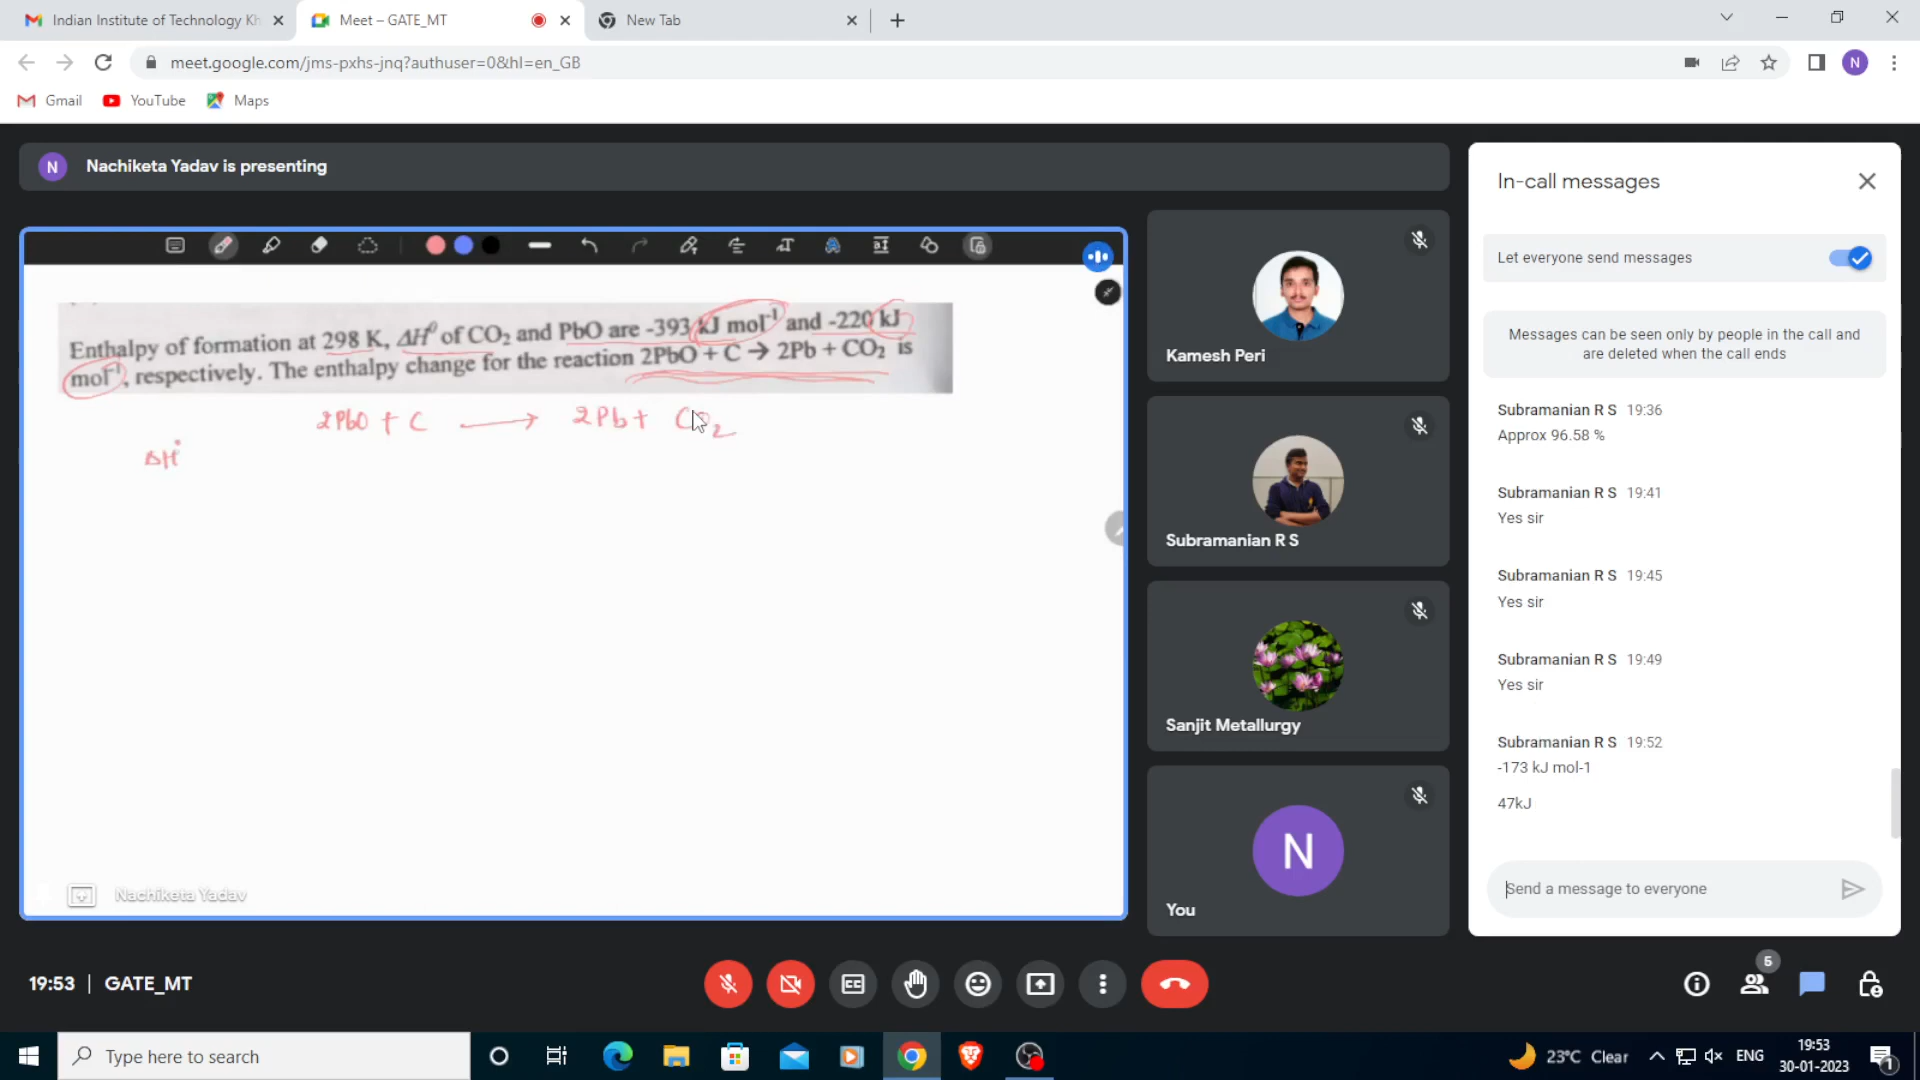 Indian Institute of Technology Kh
Meet – GATE_MT
New Tab
meet.google.com/jms-pxhs-jnq?authuser=0&hl=en_GB
N
Gmail
YouTube
Maps
N
Nachiketa Yadav is presenting
Enthalpy of formation at 298 K, ΔH⁰ of CO₂ and PbO are -393 kJ mol⁻¹ and -220 kJ
mol⁻¹, respectively. The enthalpy change for the reaction 2PbO + C → 2Pb + CO₂ is
2PbO + C → 2Pb + CO₂
ΔH°
Nachiketa Yadav
Kamesh Peri
Subramanian R S
Sanjit Metallurgy
N
You
In-call messages
Let everyone send messages
Messages can be seen only by people in the call and
are deleted when the call ends
Subramanian R S 19:36
Approx 96.58 %
Subramanian R S 19:41
Yes sir
Subramanian R S 19:45
Yes sir
Subramanian R S 19:49
Yes sir
Subramanian R S 19:52
-173 kJ mol-1
47kJ
Send a message to everyone
19:53 | GATE_MT
5
Type here to search
23°C Clear
ENG
19:53
30-01-2023
1